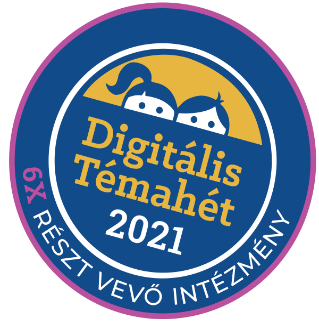 Digitális
Témahét
2021
6X RÉSZT VEVŐ INTÉZMÉNY